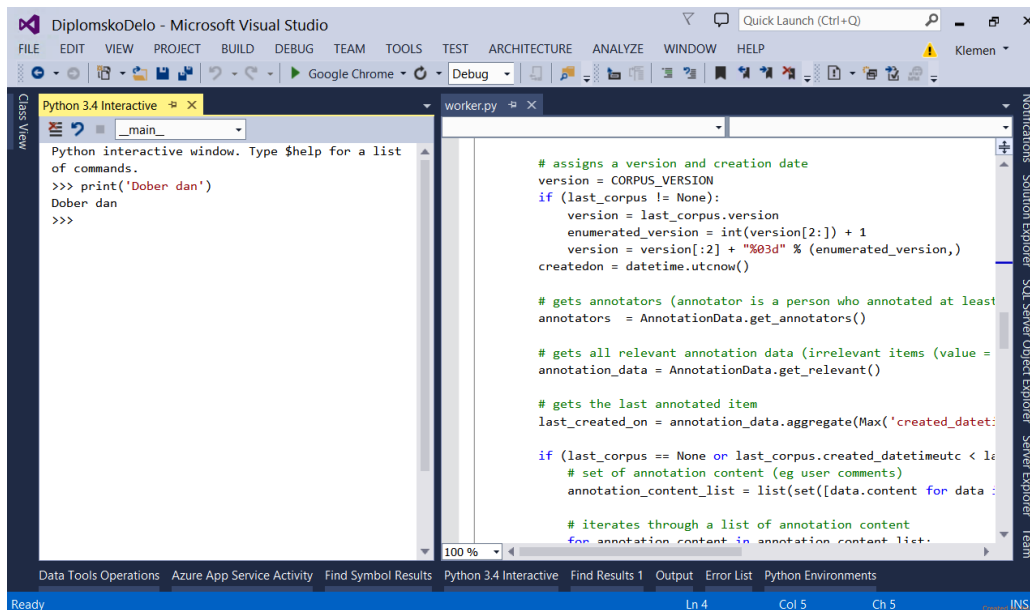 DiplomskoDelo - Microsoft Visual Studio
Quick Launch (Ctrl+Q)
FILE EDIT VIEW PROJECT BUILD DEBUG TEAM TOOLS TEST ARCHITECTURE ANALYZE WINDOW HELP
Klemen
Google Chrome
Debug
Class View
Python 3.4 Interactive
__main__
Python interactive window. Type $help for a list
of commands.
>>> print('Dober dan')
Dober dan
>>>
worker.py
# assigns a version and creation date
version = CORPUS_VERSION
if (last_corpus != None):
version = last_corpus.version
enumerated_version = int(version[2:]) + 1
version = version[:2] + "%03d" % (enumerated_version,)
createdon = datetime.utcnow()
# gets annotators (annotator is a person who annotated at least
annotators  = AnnotationData.get_annotators()
# gets all relevant annotation data (irrelevant items (value =
annotation_data = AnnotationData.get_relevant()
# gets the last annotated item
last_created_on = annotation_data.aggregate(Max('created_dateti
if (last_corpus == None or last_corpus.created_datetimeutc < la
# set of annotation content (eg user comments)
annotation_content_list = list(set([data.content for data i
# iterates through a list of annotation content
for annotation_content in annotation_content_list:
100 %
Notifications
Solution Explorer
SQL Server Object Explorer
Server Explorer
Team
Data Tools Operations Azure App Service Activity Find Symbol Results Python 3.4 Interactive Find Results 1 Output Error List Python Environments
Ready
Ln 4
Col 5
Ch 5
INS